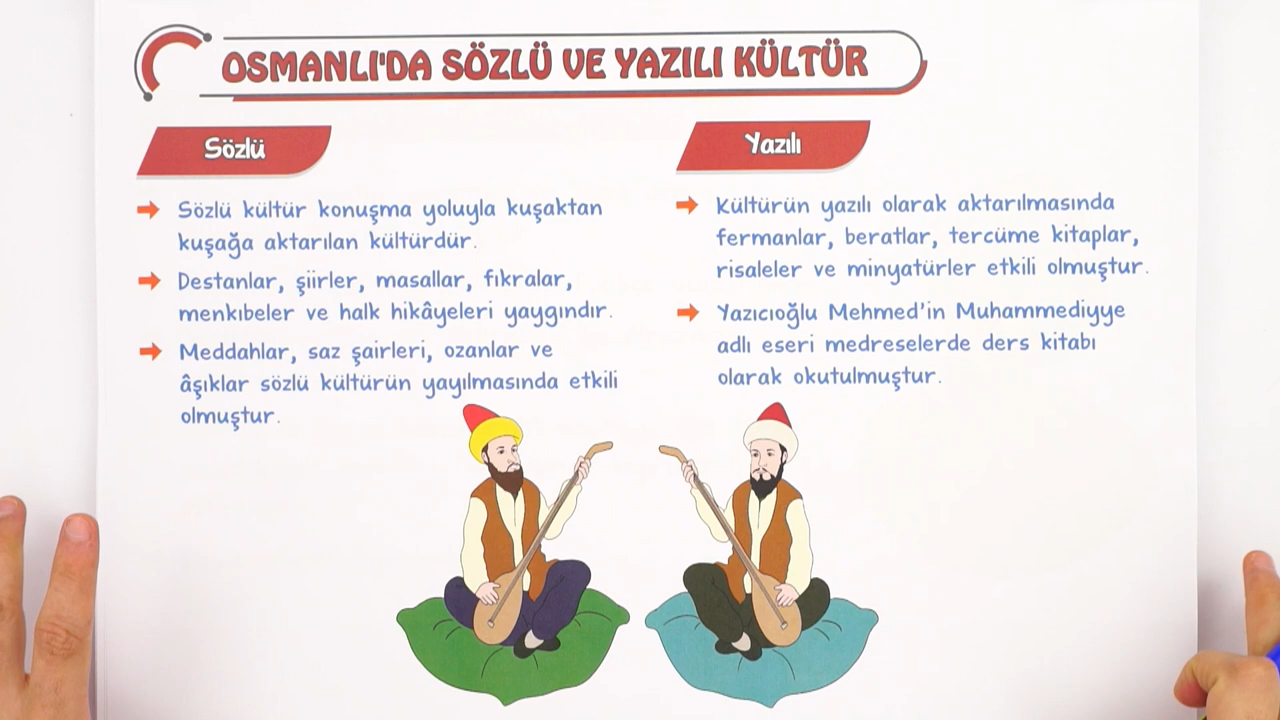 OSMANLI'DA SÖZLÜ VE YAZILI KÜLTÜR
Sözlü
Sözlü kültür konuşma yoluyla kuşaktan
kuşağa aktarılan kültürdür.
Destanlar, şiirler, masallar, fıkralar,
menkıbeler ve halk hikâyeleri yaygındır.
Meddahlar, saz şairleri, ozanlar ve
âşıklar sözlü kültürün yayılmasında etkili
olmuştur.
Yazılı
Kültürün yazılı olarak aktarılmasında
fermanlar, beratlar, tercüme kitaplar,
risaleler ve minyatürler etkili olmuştur.
Yazıcıoğlu Mehmed'in Muhammediyye
adlı eseri medreselerde ders kitabı
olarak okutulmuştur.